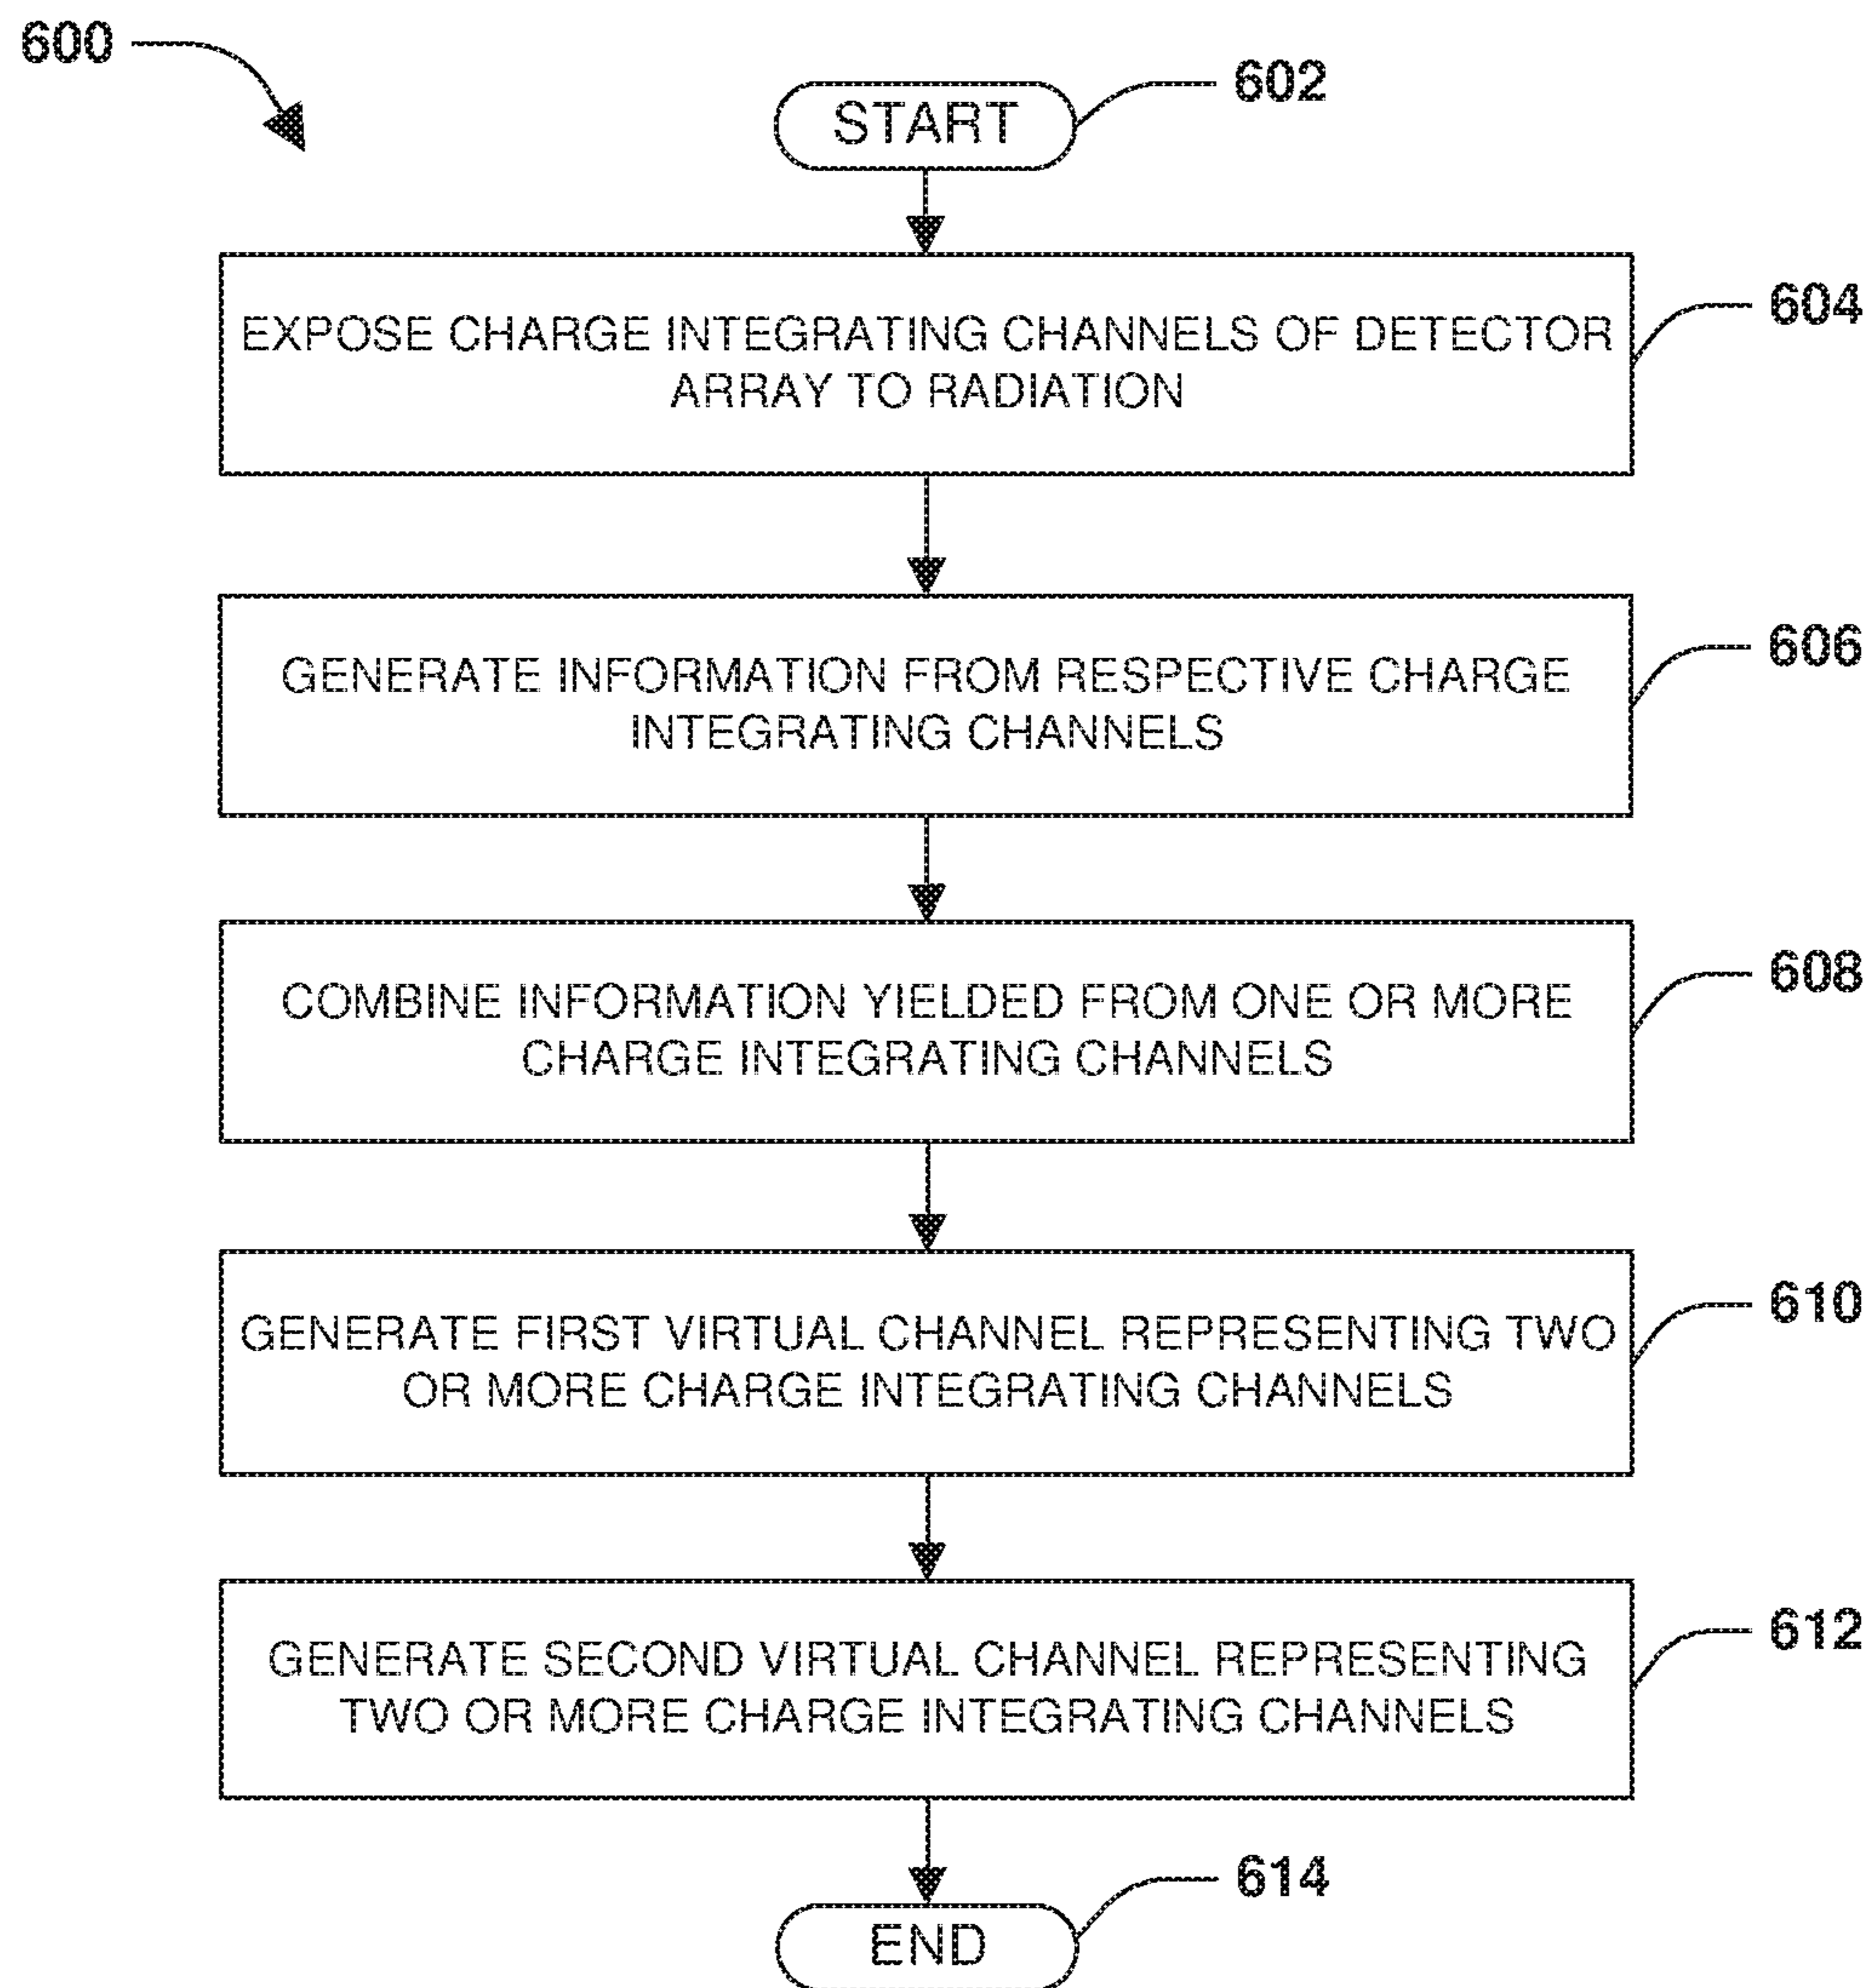 600
START
602
EXPOSE CHARGE INTEGRATING CHANNELS OF DETECTOR
ARRAY TO RADIATION
604
GENERATE INFORMATION FROM RESPECTIVE CHARGE
INTEGRATING CHANNELS
606
COMBINE INFORMATION YIELDED FROM ONE OR MORE
CHARGE INTEGRATING CHANNELS
608
GENERATE FIRST VIRTUAL CHANNEL REPRESENTING TWO
OR MORE CHARGE INTEGRATING CHANNELS
610
GENERATE SECOND VIRTUAL CHANNEL REPRESENTING
TWO OR MORE CHARGE INTEGRATING CHANNELS
612
END
614